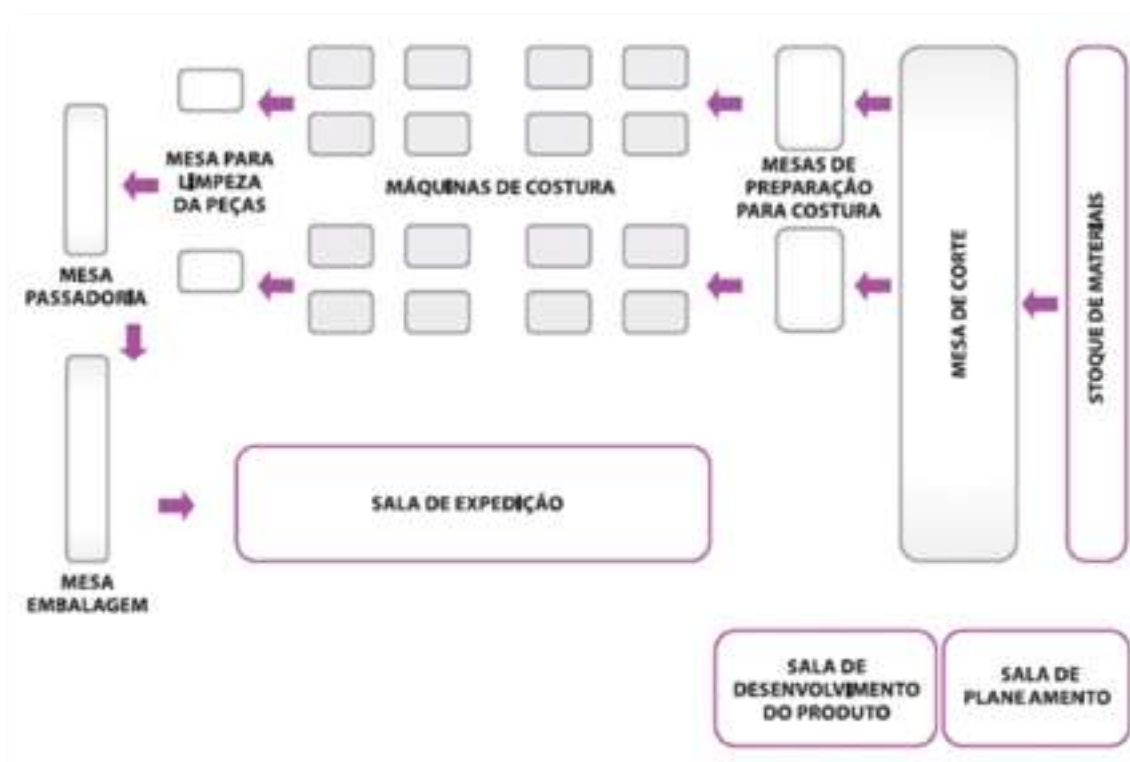 MESA PARA
LIMPEZA
DA PEÇAS
MÁQUINAS DE COSTURA
MESAS DE
PREPARAÇÃO
PARA COSTURA
MESA DE CORTE
STOQUE DE MATERIAIS
MESA
PASSADORIA
SALA DE EXPEDIÇÃO
MESA
EMBALAGEM
SALA DE
DESENVOLVIMENTO
DO PRODUTO
SALA DE
PLANEAMENTO